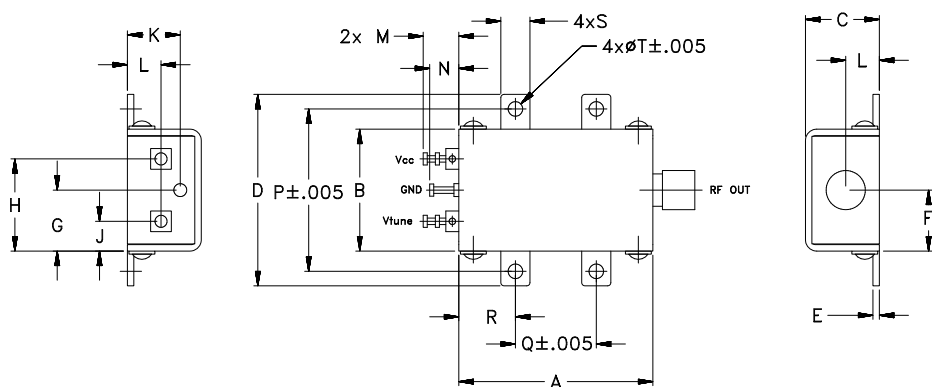 K
L
2x M
N
4xS
4xøT±.005
C
L
H
G
J
D
P±.005
B
Vcc
GND
Vtune
RF OUT
F
E
R
Q±.005
A